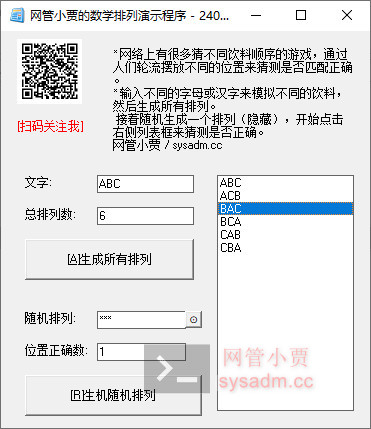 网管小贾的数学排列演示程序 - 240...
*网络上有很多猜不同饮料顺序的游戏，通过
人们轮流摆放不同的位置来猜测是否匹配正确
。
*输入不同的字母或汉字来模拟不同的饮料，
然后生成所有排列。
接着随机生成一个排列（隐藏），开始点击
右侧列表框来猜测是否正确。
网管小贾 / sysadm.cc
[扫码关注我]
文字:
ABC
总排列数:
6
[A]生成所有排列
ABC
ACB
BAC
BCA
CAB
CBA
随机排列:
***
位置正确数:
1
[R]生机随机排列
网管小贾
sysadm.cc